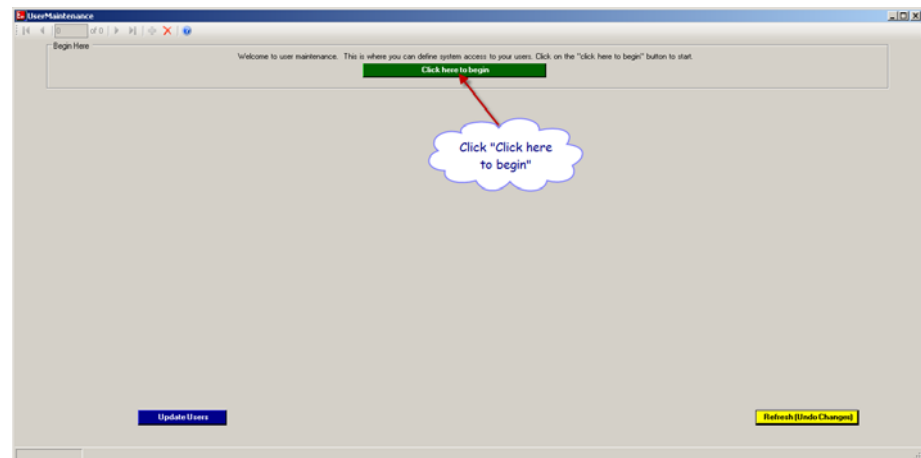 UserMaintenance
0 of 0
Begin Here
Welcome to user maintenance. This is where you can define system access to your users. Click on the "click here to begin" button to start.
Click here to begin
Click "Click here
to begin"
Update Users
Refresh (Undo Changes)